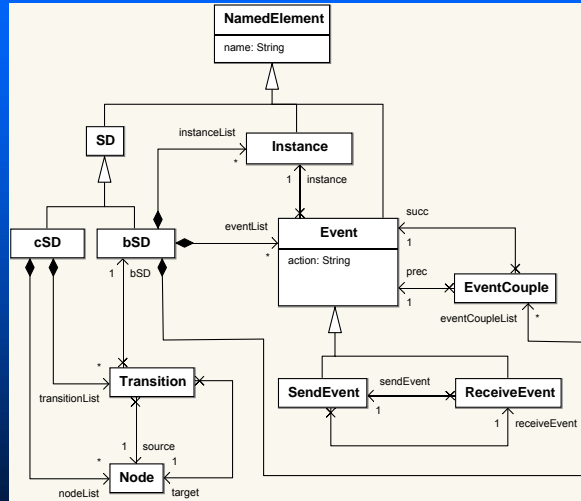 NamedElement
name: String
SD
instanceList
*
Instance
1 instance
succ
cSD
bSD
eventList
*
Event
1
action: String
prec
1
EventCouple
1 bSD
eventCoupleList *
*
Transition
transitionList
SendEvent
sendEvent
1
ReceiveEvent
1 receiveEvent
1 source
1
*
Node
nodeList
target